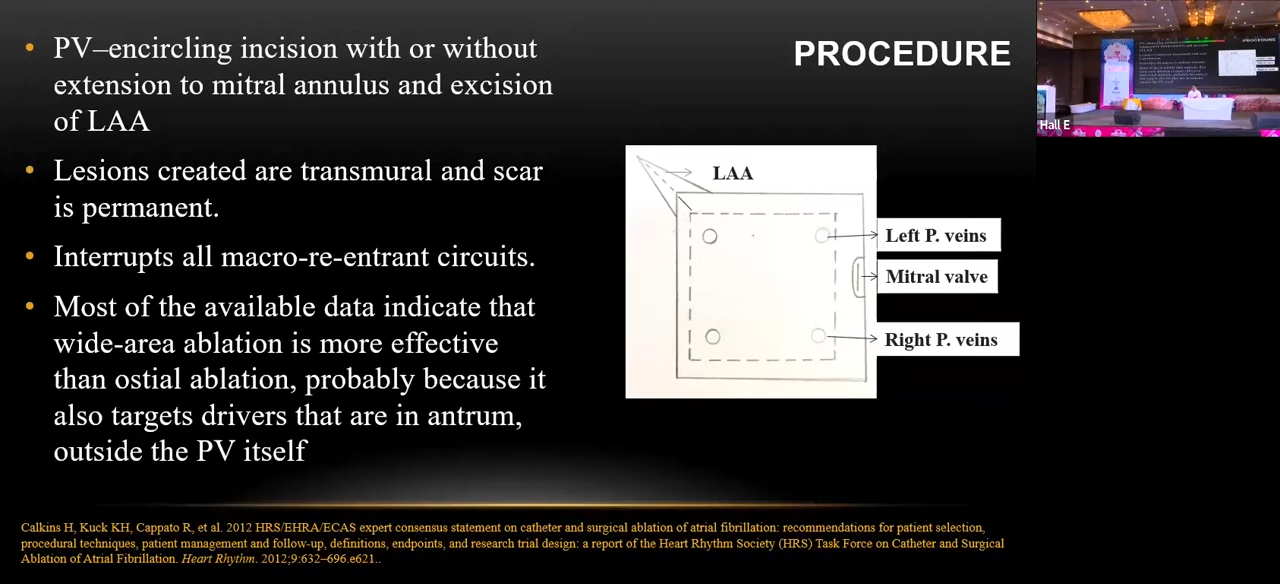 PROCEDURE
• PV–encircling incision with or without
extension to mitral annulus and excision
of LAA
• Lesions created are transmural and scar
is permanent.
• Interrupts all macro-re-entrant circuits.
• Most of the available data indicate that
wide-area ablation is more effective
than ostial ablation, probably because it
also targets drivers that are in antrum,
outside the PV itself
LAA
Left P. veins
Mitral valve
Right P. veins
Calkins H, Kuck KH, Cappato R, et al. 2012 HRS/EHRA/ECAS expert consensus statement on catheter and surgical ablation of atrial fibrillation: recommendations for patient selection,
procedural techniques, patient management and follow-up, definitions, endpoints, and research trial design: a report of the Heart Rhythm Society (HRS) Task Force on Catheter and Surgical
Ablation of Atrial Fibrillation. Heart Rhythm. 2012;9:632–696.e621..
Hall E